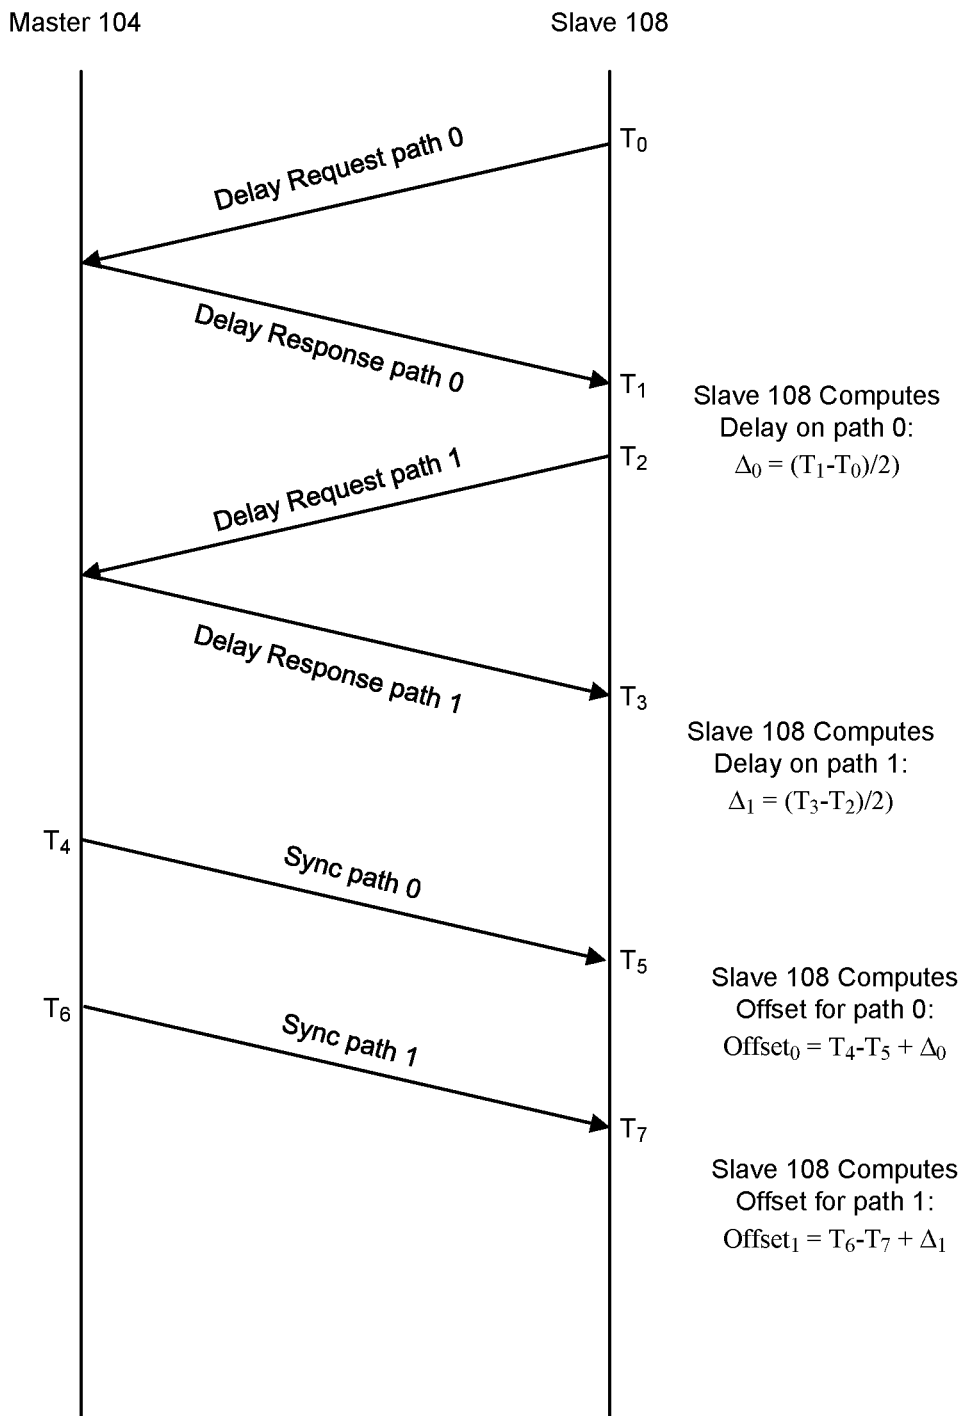 Master 104
Slave 108
T0
Delay Request path 0
Delay Response path 0
T1
Slave 108 Computes
Delay on path 0:
Δ0 = (T1-T0)/2)
T2
Delay Request path 1
Delay Response path 1
T3
Slave 108 Computes
Delay on path 1:
Δ1 = (T3-T2)/2)
T4
Sync path 0
T5
Slave 108 Computes
Offset for path 0:
Offset0 = T4-T5 + Δ0
T6
Sync path 1
T7
Slave 108 Computes
Offset for path 1:
Offset1 = T6-T7 + Δ1